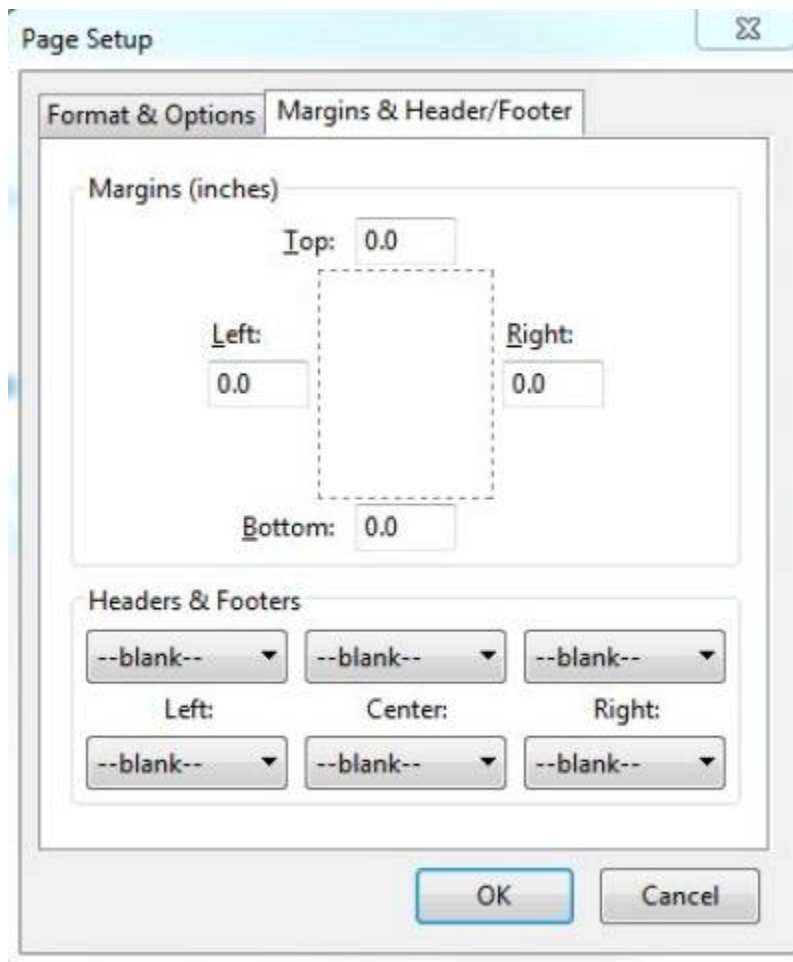 Page Setup
Format & Options
Margins & Header/Footer
Margins (inches)
Top: 0.0
Left:
Right:
0.0
0.0
Bottom: 0.0
Headers & Footers
--blank--
--blank--
--blank--
Left:
Center:
Right:
--blank--
--blank--
--blank--
OK
Cancel